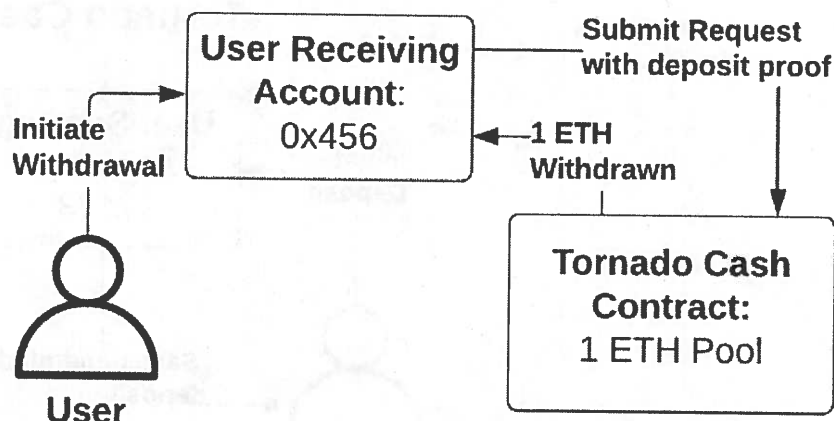 User Receiving
Account:
0x456
Submit Request
with deposit proof
Initiate
Withdrawal
1 ETH
Withdrawn
Tornado Cash
Contract:
1 ETH Pool
User